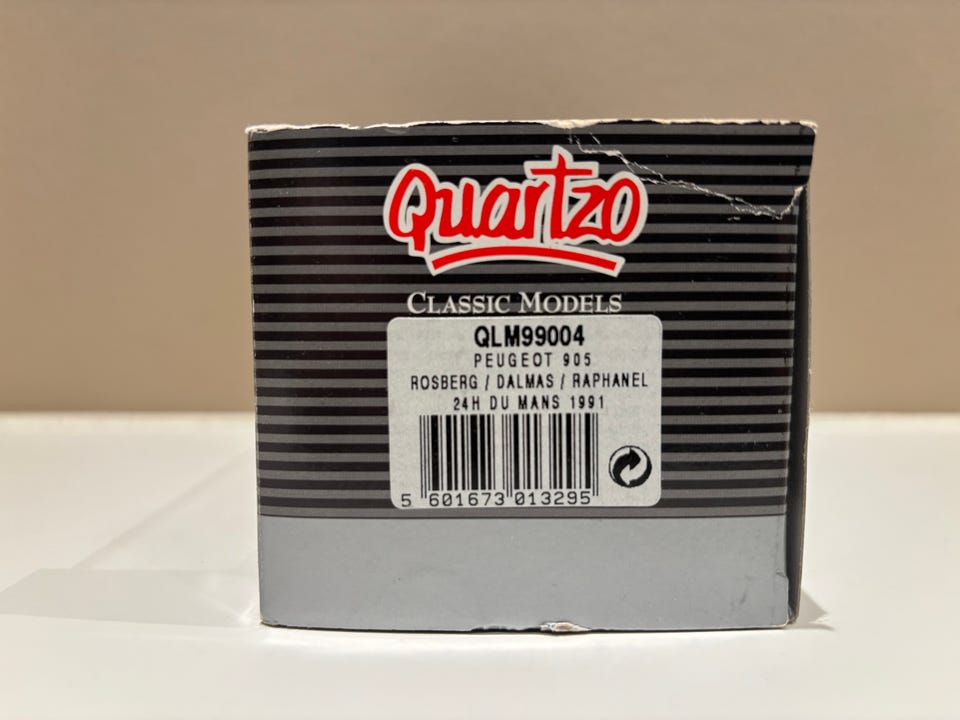 Quartzo
CLASSIC MODELS
QLM99004
PEUGEOT 905
ROSBERG / DALMAS / RAPHANEL
24H DU MANS 1991
5 601673 013295